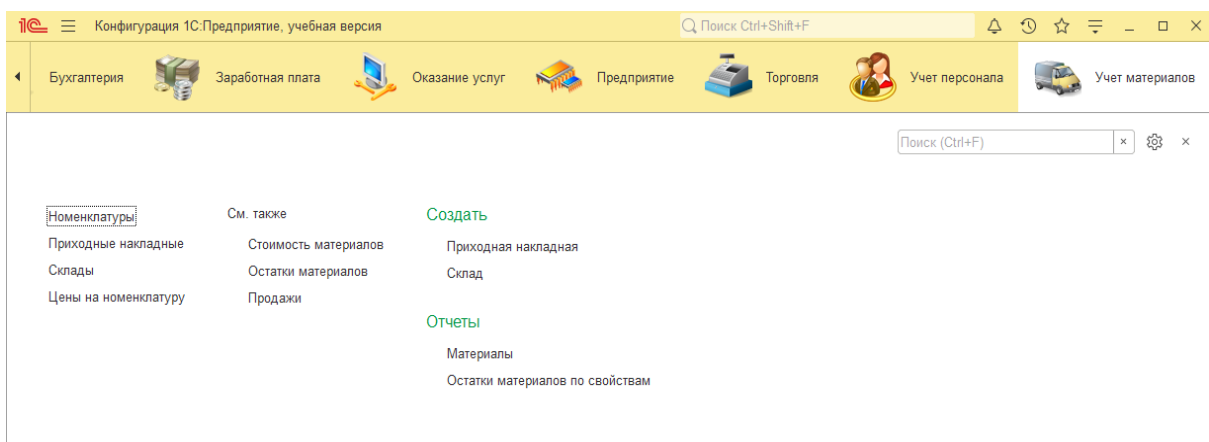 1С Конфигурация 1С:Предприятие, учебная версия Поиск Ctrl+Shift+F
Бухгалтерия Заработная плата Оказание услуг Предприятие Торговля Учет персонала Учет материалов
Поиск (Ctrl+F)
Номенклатуры См. также Создать
Приходные накладные Стоимость материалов Приходная накладная
Склады Остатки материалов Склад
Цены на номенклатуру Продажи
Отчеты
Материалы
Остатки материалов по свойствам